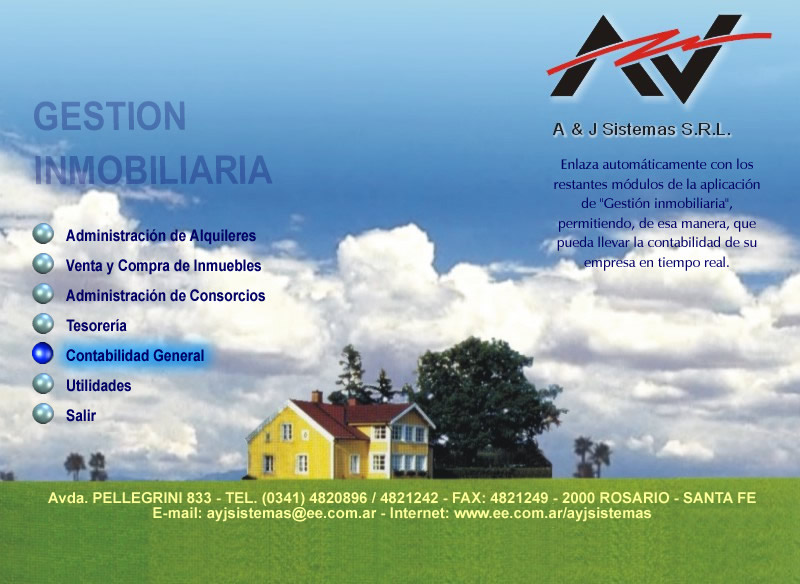 GESTION
INMOBILIARIA
Administración de Alquileres
Venta y Compra de Inmuebles
Administración de Consorcios
Tesorería
Contabilidad General
Utilidades
Salir
A & J Sistemas S.R.L.
Enlaza automáticamente con los
restantes módulos de la aplicación
de "Gestión inmobiliaria",
permitiendo, de esa manera, que
pueda llevar la contabilidad de su
empresa en tiempo real.
Avda. PELLEGRINI 833 - TEL. (0341) 4820896 / 4821242 - FAX: 4821249 - 2000 ROSARIO - SANTA FE
E-mail: ayjsistemas@ee.com.ar - Internet: www.ee.com.ar/ayjsistemas